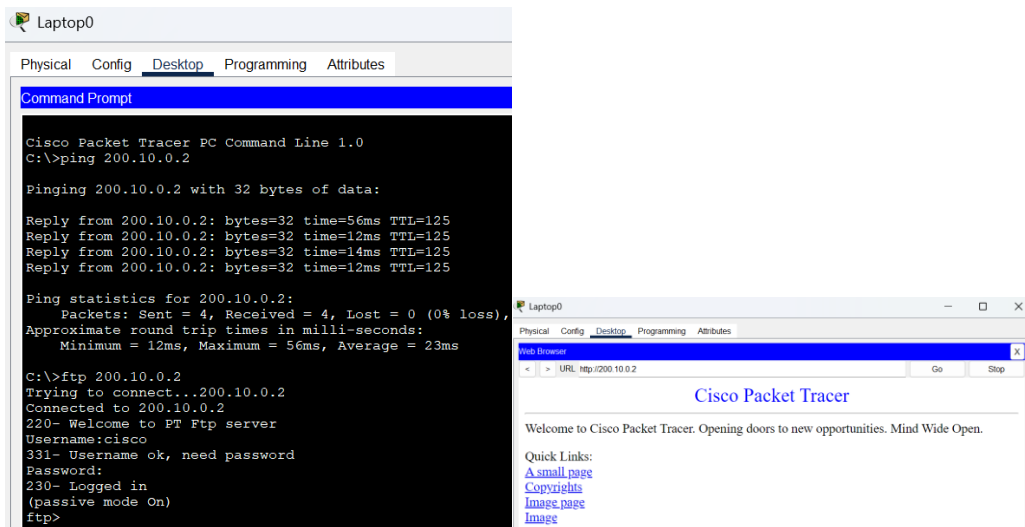 Laptop0
Physical Config Desktop Programming Attributes
Command Prompt
Cisco Packet Tracer PC Command Line 1.0
C:\>ping 200.10.0.2
Pinging 200.10.0.2 with 32 bytes of data:
Reply from 200.10.0.2: bytes=32 time=56ms TTL=125
Reply from 200.10.0.2: bytes=32 time=12ms TTL=125
Reply from 200.10.0.2: bytes=32 time=14ms TTL=125
Reply from 200.10.0.2: bytes=32 time=12ms TTL=125
Ping statistics for 200.10.0.2:
Packets: Sent = 4, Received = 4, Lost = 0 (0% loss),
Approximate round trip times in milli-seconds:
Minimum = 12ms, Maximum = 56ms, Average = 23ms
C:\>ftp 200.10.0.2
Trying to connect...200.10.0.2
Connected to 200.10.0.2
220- Welcome to PT Ftp server
Username:cisco
331- Username ok, need password
Password:
230- Logged in
(passive mode On)
ftp>
Laptop0
Physical Config Desktop Programming Attributes
Web Browser X
< > URL http://200.10.0.2 Go Stop
Cisco Packet Tracer
Welcome to Cisco Packet Tracer. Opening doors to new opportunities. Mind Wide Open.
Quick Links:
A small page
Copyrights
Image page
Image